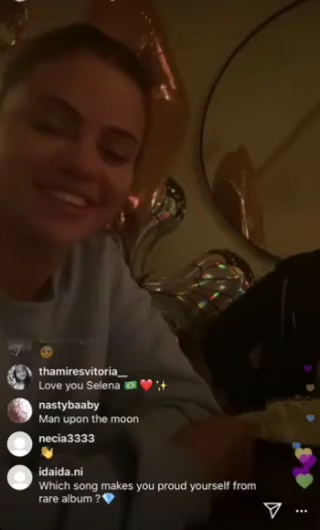 thamiresvitoria__
Love you Selena 🇧🇷❤️✨
nastybaaby
Man upon the moon
necia3333
👋
idaida.ni
Which song makes you proud yourself from
rare album ?💎